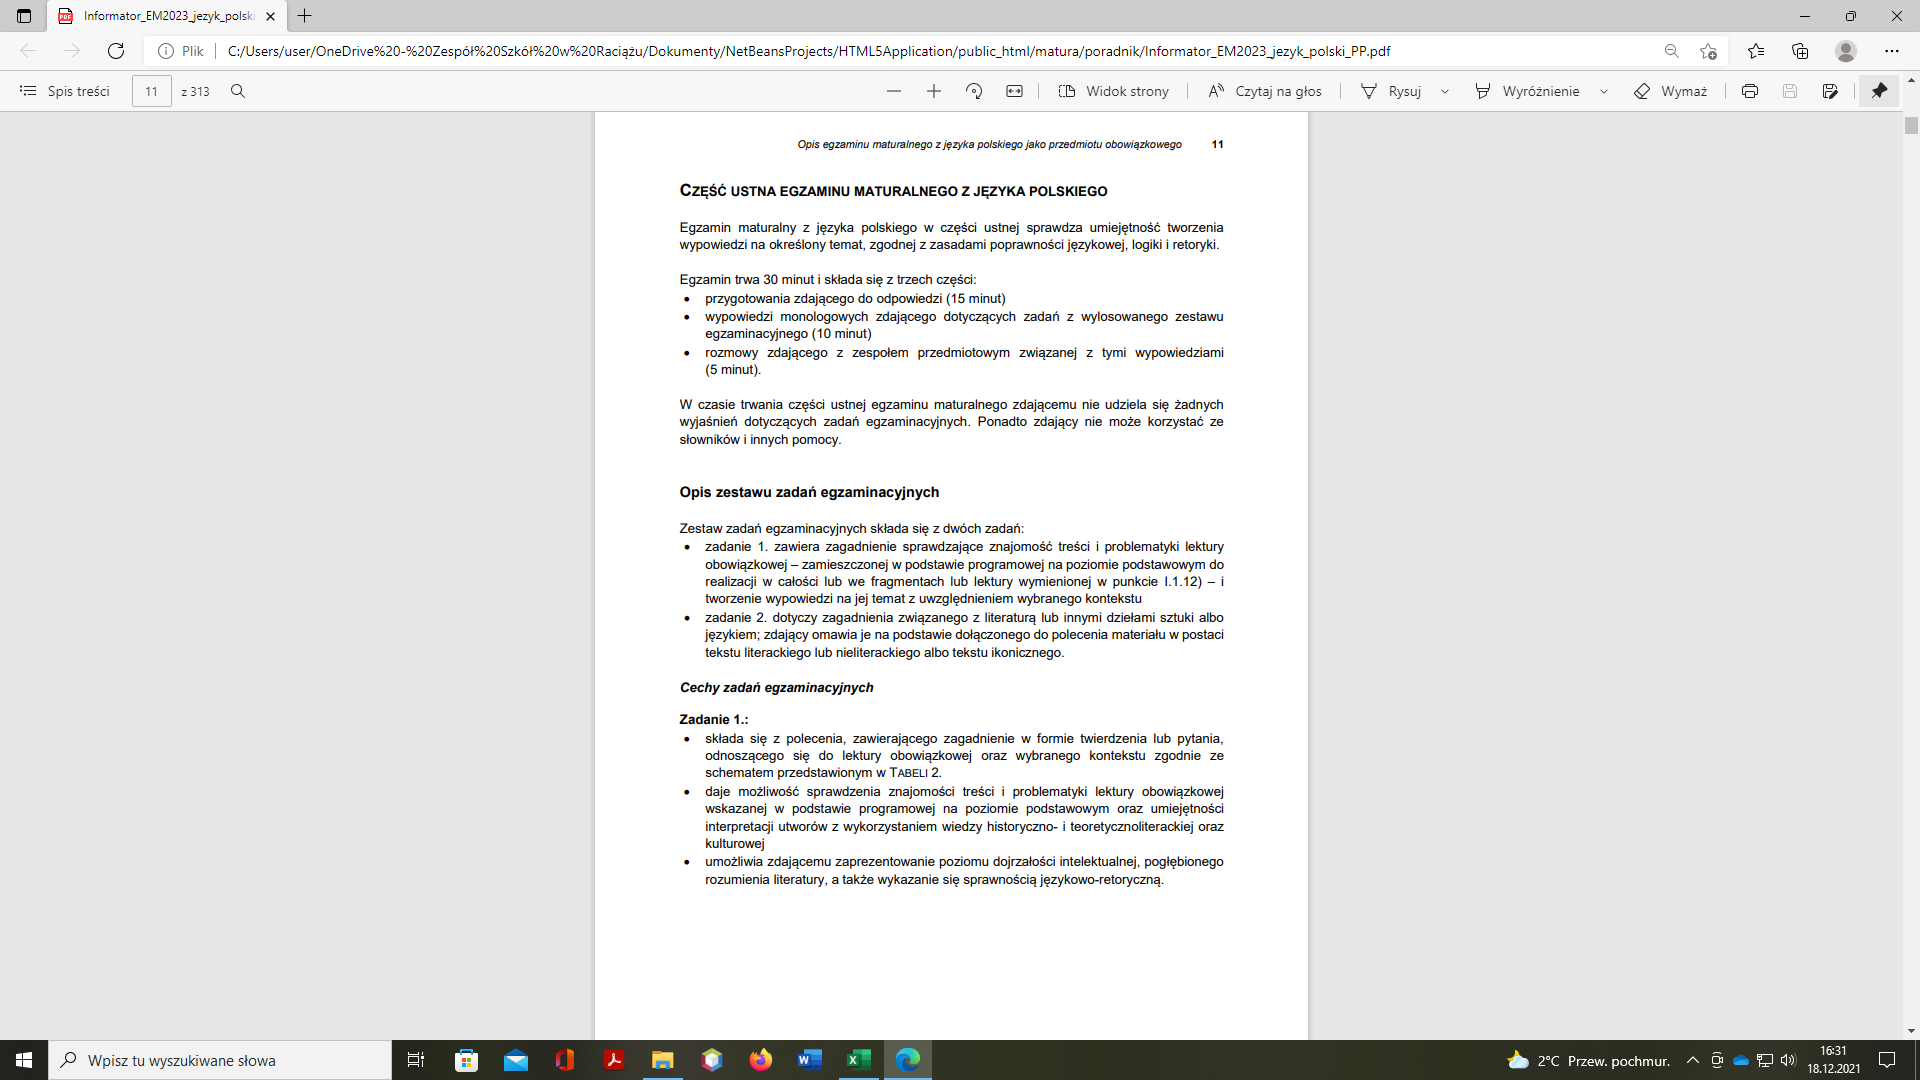 Informator_EM2023_jezyk_polski
Plik
C:/Users/user/OneDrive%20-%20Zespół%20Szkół%20w%20Raciążu/Dokumenty/NetBeansProjects/HTML5Application/public_html/matura/poradnik/Informator_EM2023_jezyk_polski_PP.pdf
Spis treści
11
z 313
Widok strony
Czytaj na głos
Rysuj
Wyróżnienie
Wymaż
Opis egzaminu maturalnego z języka polskiego jako przedmiotu obowiązkowego 11
CZĘŚĆ USTNA EGZAMINU MATURALNEGO Z JĘZYKA POLSKIEGO
Egzamin maturalny z języka polskiego w części ustnej sprawdza umiejętność tworzenia
wypowiedzi na określony temat, zgodnej z zasadami poprawności językowej, logiki i retoryki.
Egzamin trwa 30 minut i składa się z trzech części:
• przygotowania zdającego do odpowiedzi (15 minut)
• wypowiedzi monologowych zdającego dotyczących zadań z wylosowanego zestawu
egzaminacyjnego (10 minut)
• rozmowy zdającego z zespołem przedmiotowym związanej z tymi wypowiedziami
(5 minut).
W czasie trwania części ustnej egzaminu maturalnego zdającemu nie udziela się żadnych
wyjaśnień dotyczących zadań egzaminacyjnych. Ponadto zdający nie może korzystać ze
słowników i innych pomocy.
Opis zestawu zadań egzaminacyjnych
Zestaw zadań egzaminacyjnych składa się z dwóch zadań:
• zadanie 1. zawiera zagadnienie sprawdzające znajomość treści i problematyki lektury
obowiązkowej – zamieszczonej w podstawie programowej na poziomie podstawowym do
realizacji w całości lub we fragmentach lub lektury wymienionej w punkcie I.1.12) – i
tworzenie wypowiedzi na jej temat z uwzględnieniem wybranego kontekstu
• zadanie 2. dotyczy zagadnienia związanego z literaturą lub innymi dziełami sztuki albo
językiem; zdający omawia je na podstawie dołączonego do polecenia materiału w postaci
tekstu literackiego lub nieliterackiego albo tekstu ikonicznego.
Cechy zadań egzaminacyjnych
Zadanie 1.:
• składa się z polecenia, zawierającego zagadnienie w formie twierdzenia lub pytania,
odnoszącego się do lektury obowiązkowej oraz wybranego kontekstu zgodnie ze
schematem przedstawionym w TABELI 2.
• daje możliwość sprawdzenia znajomości treści i problematyki lektury obowiązkowej
wskazanej w podstawie programowej na poziomie podstawowym oraz umiejętności
interpretacji utworów z wykorzystaniem wiedzy historyczno- i teoretycznoliterackiej oraz
kulturowej
• umożliwia zdającemu zaprezentowanie poziomu dojrzałości intelektualnej, pogłębionego
rozumienia literatury, a także wykazanie się sprawnością językowo-retoryczną.
Wpisz tu wyszukiwane słowa
2°C Przew. pochmur.
16:31
18.12.2021